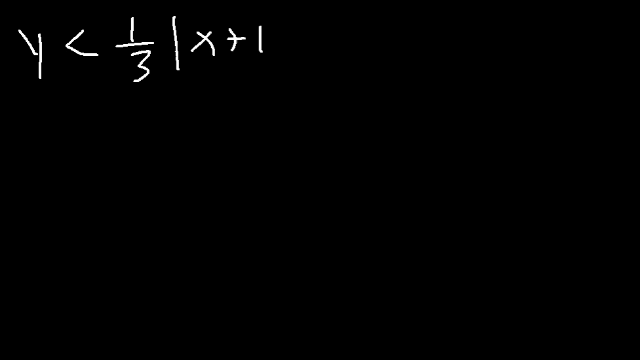 y < 1/3 |x + 1